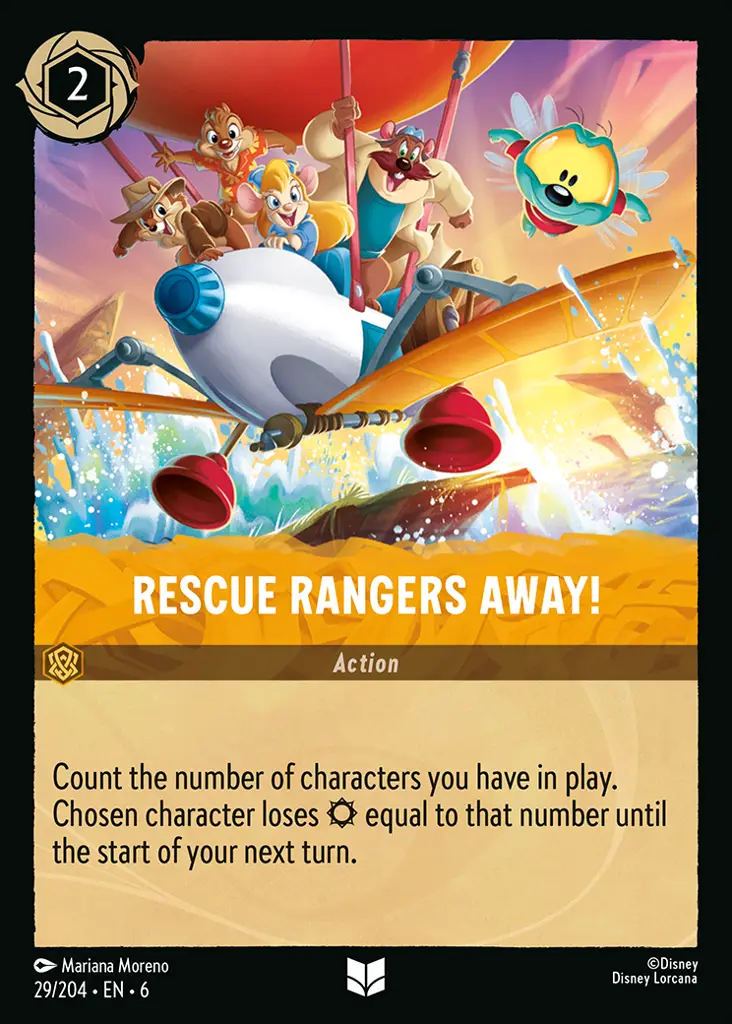 2
RESCUE RANGERS AWAY!
Action
Count the number of characters you have in play.
Chosen character loses equal to that number until
the start of your next turn.
Mariana Moreno
29/204 • EN • 6
©Disney
Disney Lorcana